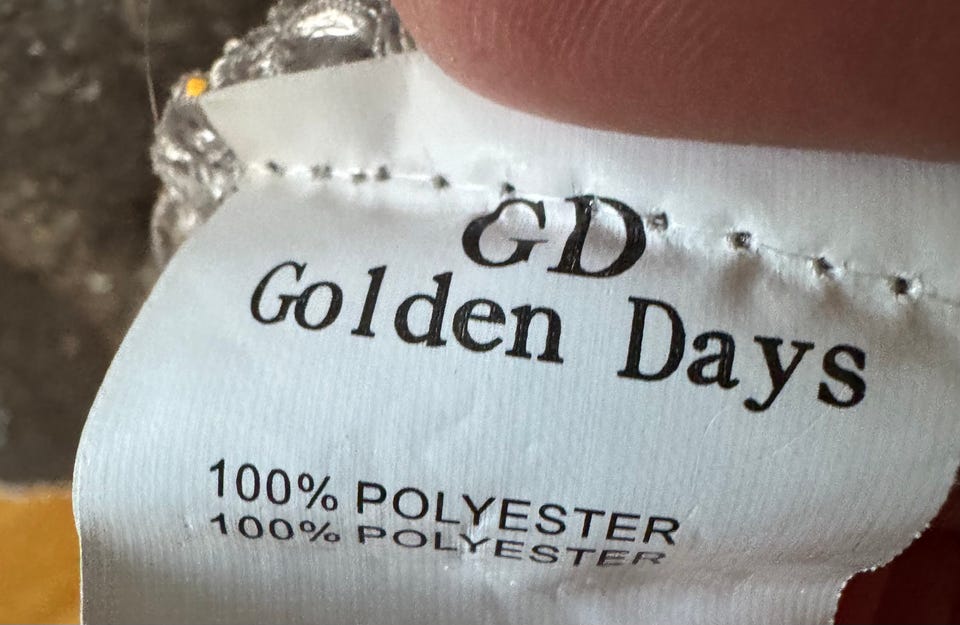 GD
Golden Days
100% POLYESTER
100% POLYESTER